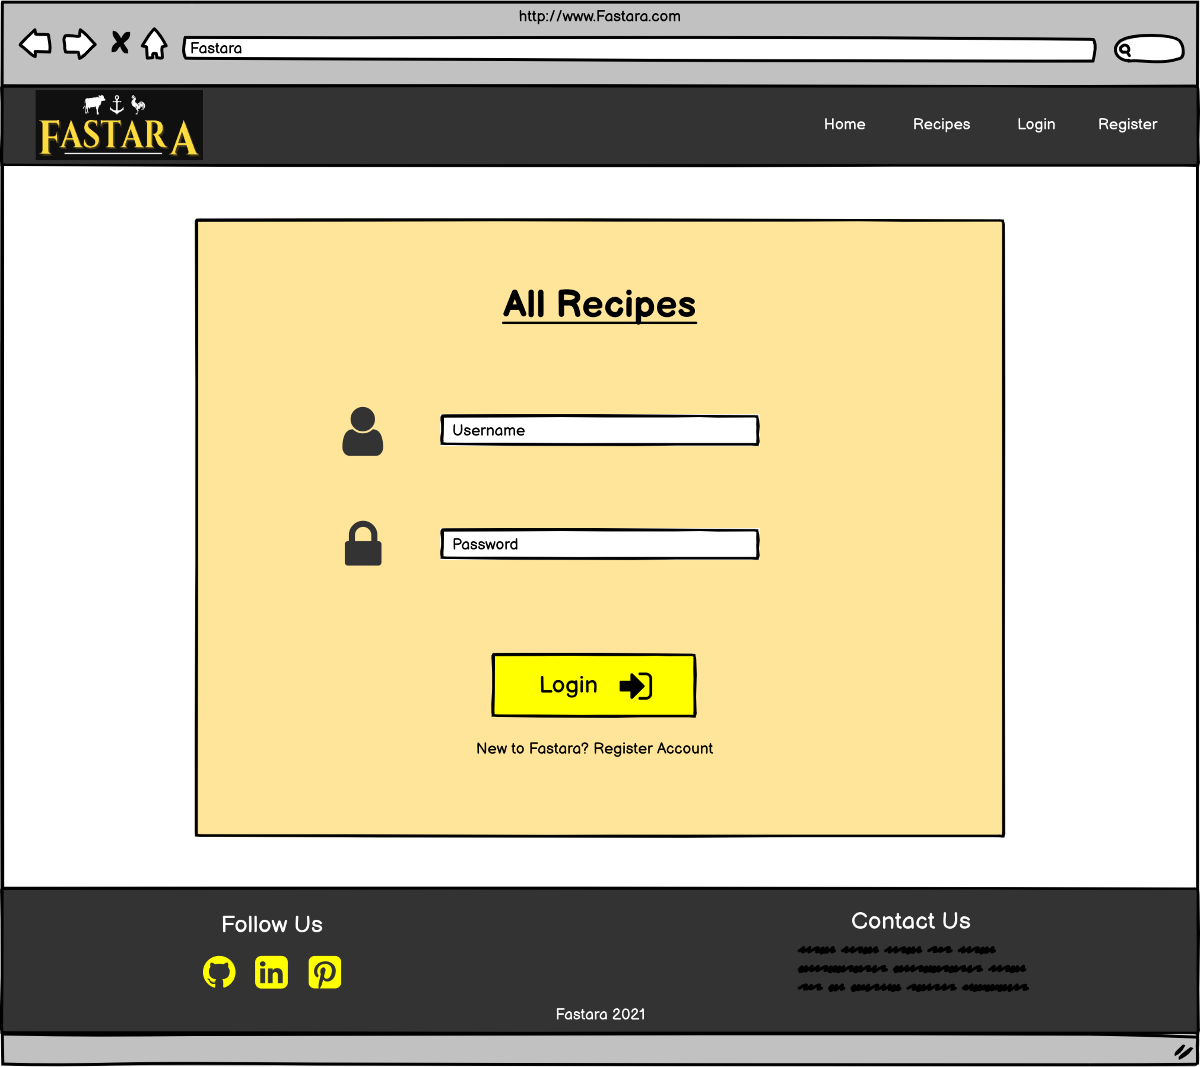 http://www.Fastara.com
Fastara
FASTARA
Home Recipes Login Register
All Recipes
Username
Password
Login
New to Fastara? Register Account
Follow Us
Contact Us
in
Fastara 2021